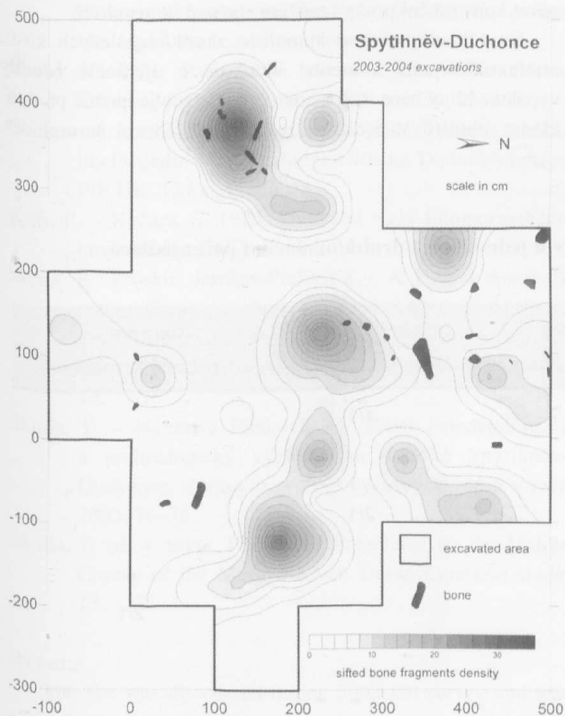 500
Spytihněv-Duchonce
2003-2004 excavations
400
N
scale in cm
300
200
100
0
-100
excavated area
bone
-200
0 10 20 30
sifted bone fragments density
-300
-100 0 100 200 300 400 500